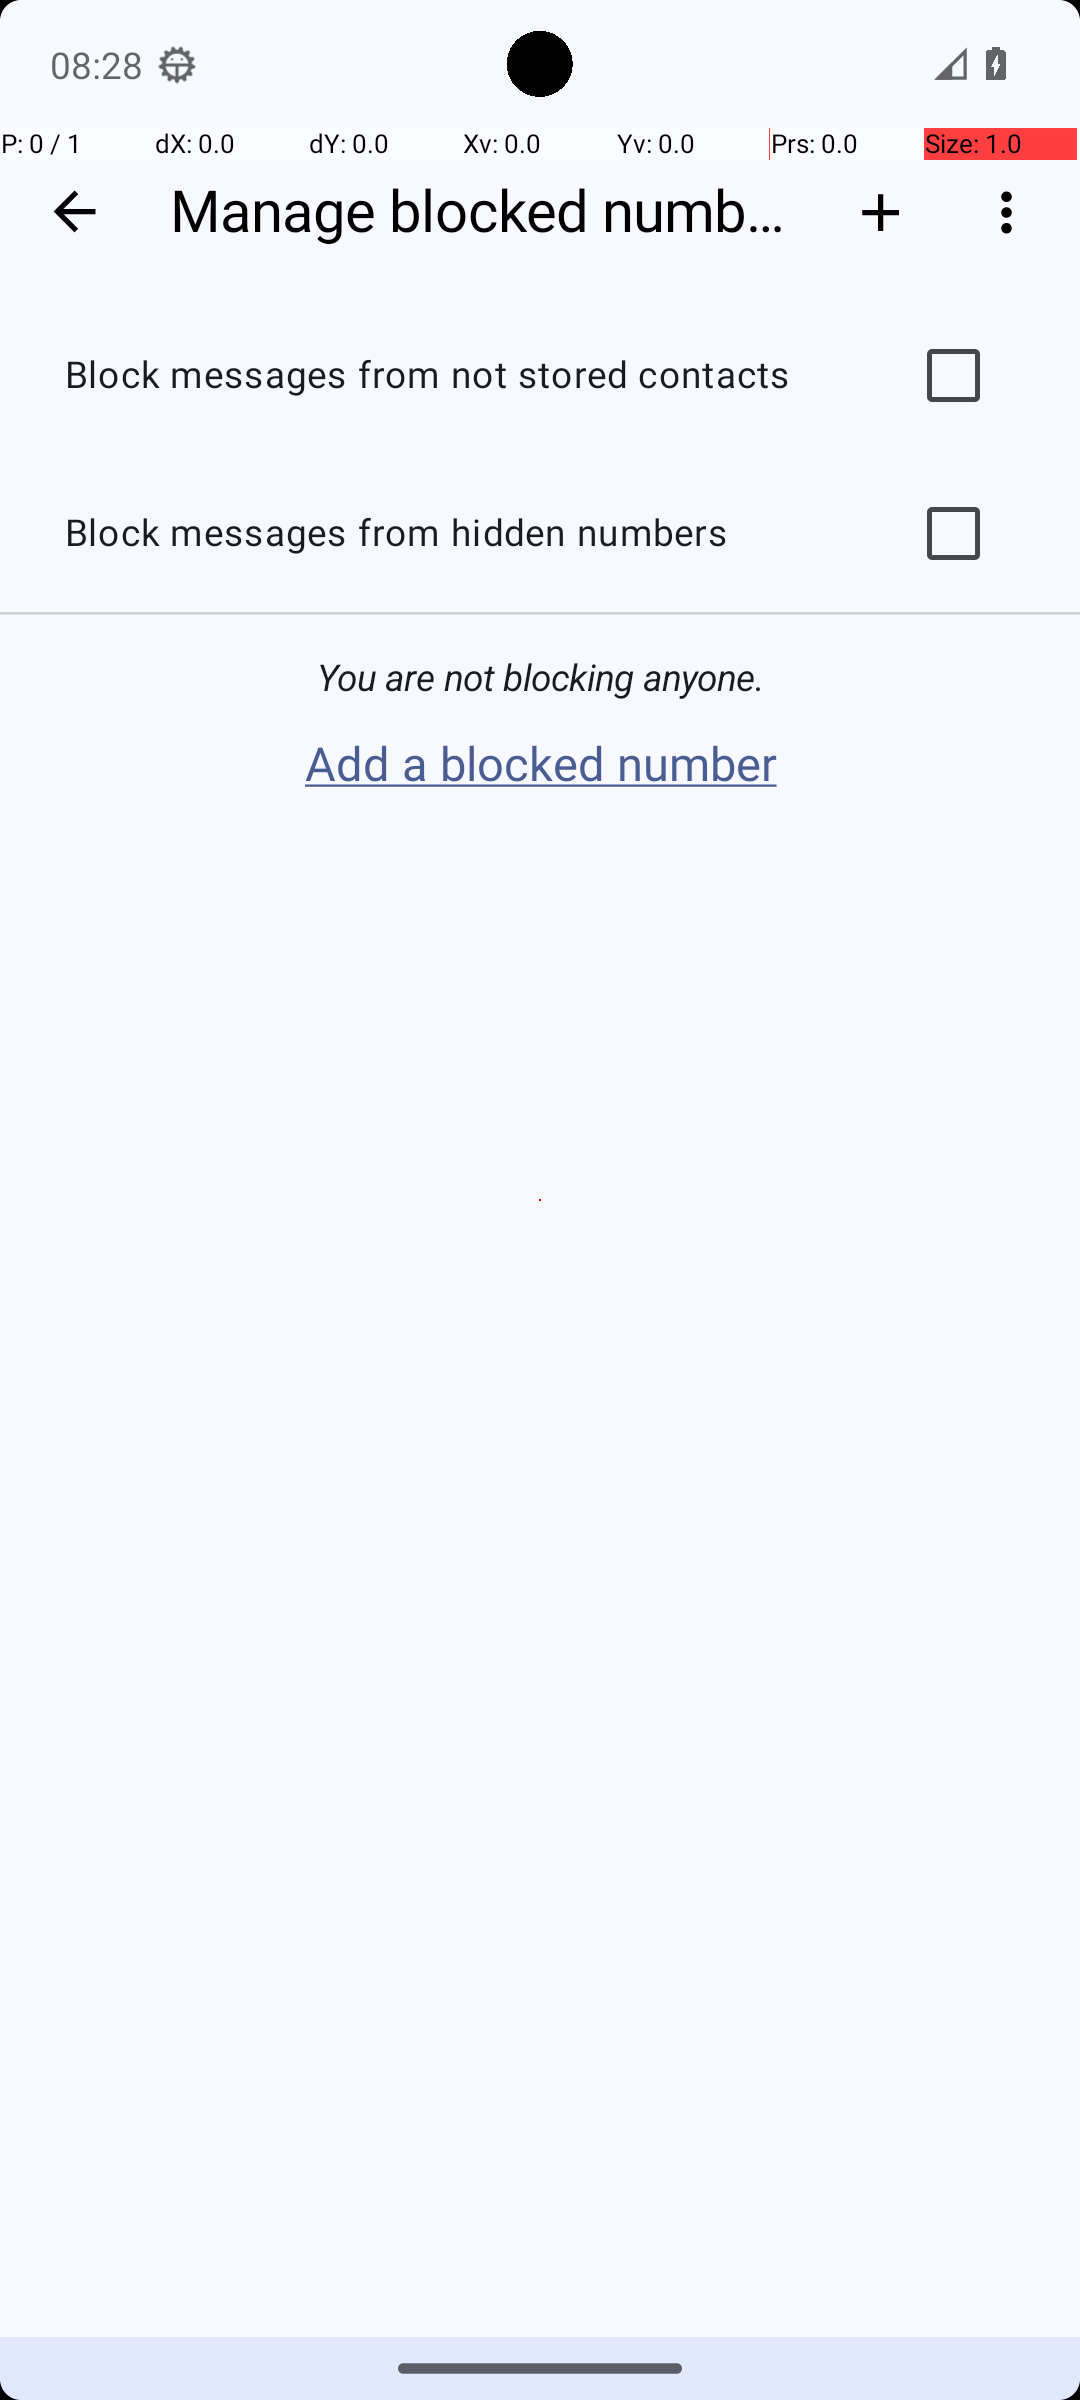 08:28
P: 0 / 1 dX: 0.0 dY: 0.0 Xv: 0.0 Yv: 0.0 Prs: 0.0 Size: 1.0
Manage blocked numb...
Block messages from not stored contacts
Block messages from hidden numbers
You are not blocking anyone.
Add a blocked number